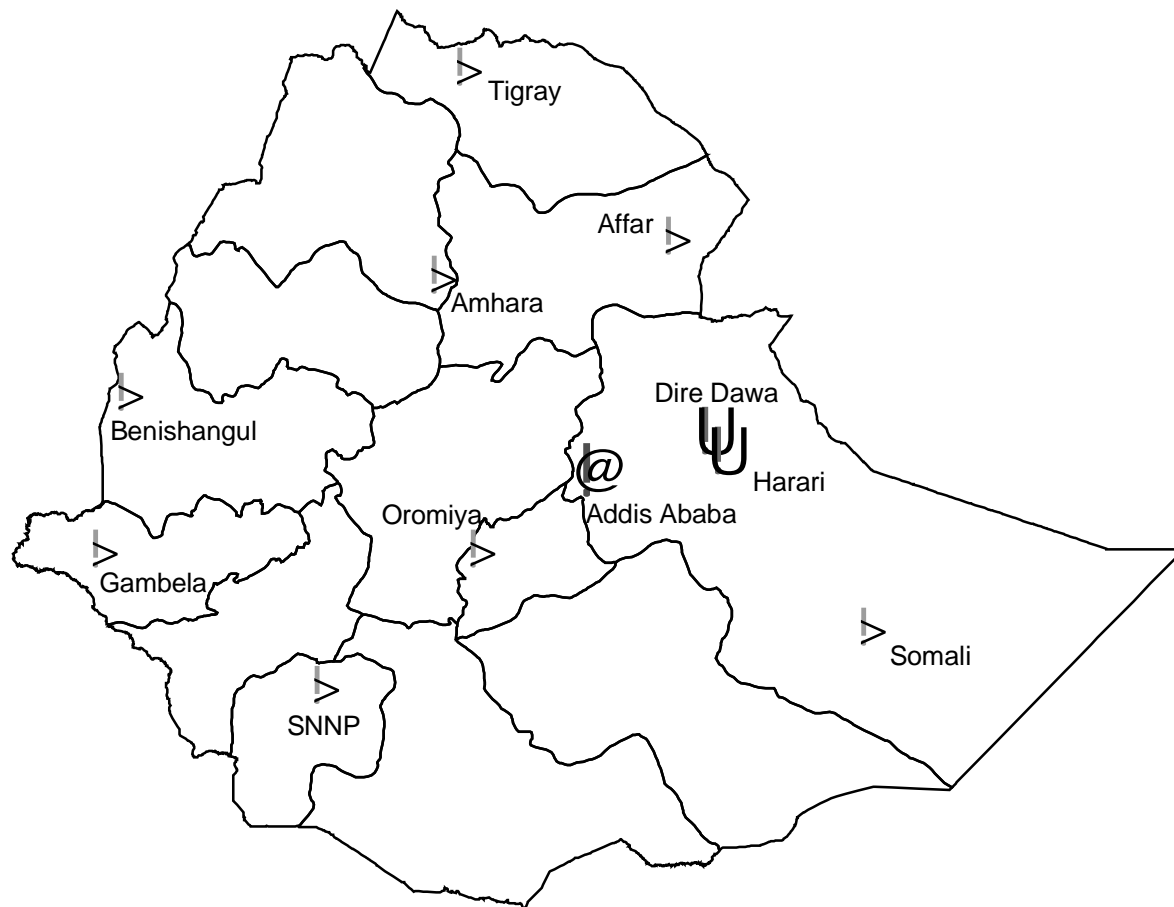 Tigray
Affar
Amhara
Dire Dawa
Benishangul
Harari
@
Oromiya
Addis Ababa
Gambela
Somali
SNNP